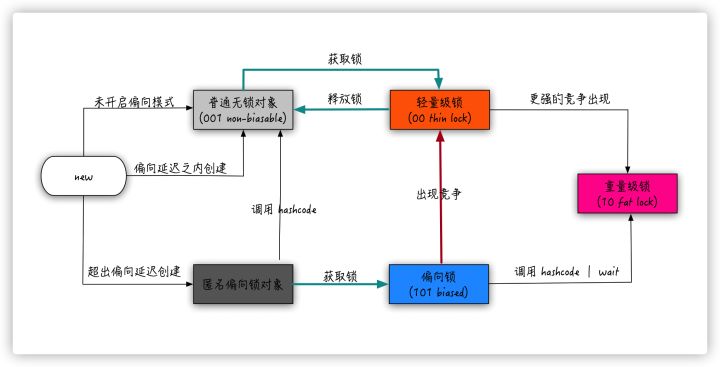 获取锁
未开启偏向模式
普通无锁对象
(001 non-biasable)
释放锁
轻量级锁
(00 thin lock)
更强的竞争出现
new
偏向延迟之内创建
重量级锁
(10 fat lock)
调用 hashcode
出现竞争
超出偏向延迟创建
匿名偏向锁对象
获取锁
偏向锁
(101 biased)
调用 hashcode | wait